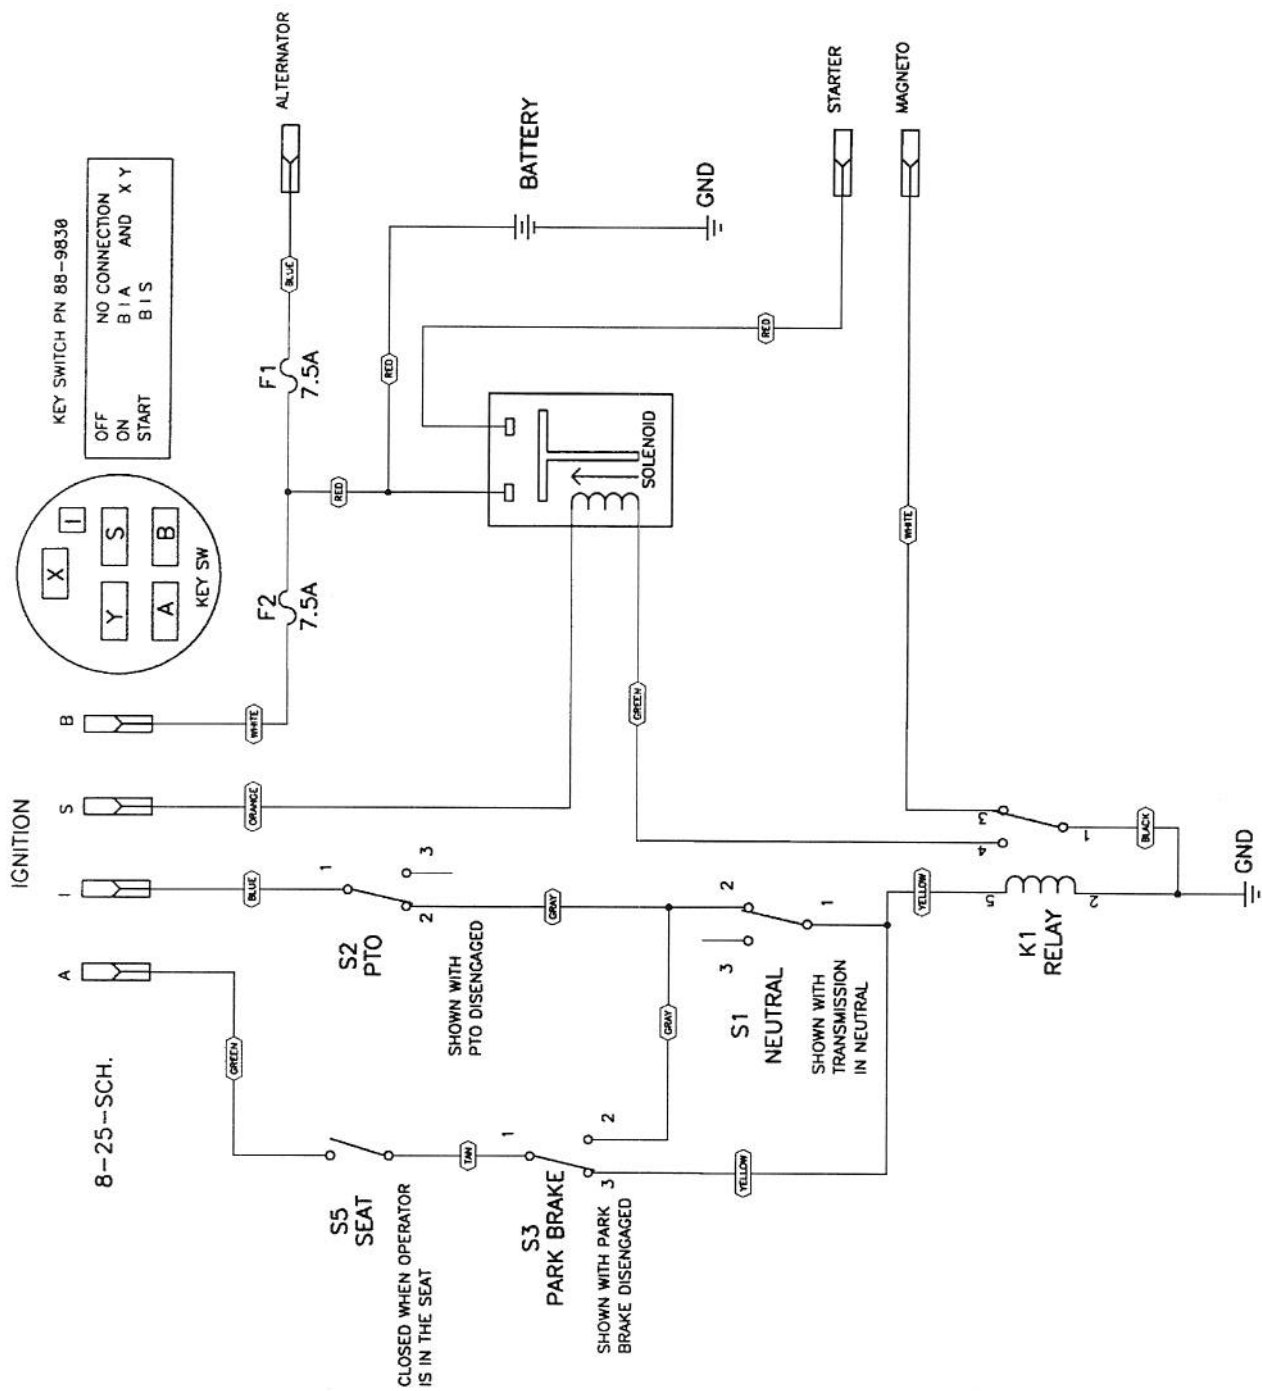 8-25-SCH.
IGNITION
A
I
S
B
KEY SWITCH PN 88-9830
OFF NO CONNECTION
ON B I A AND X Y
START B I S
X
I
Y
S
A
B
KEY SW
GREEN
BLUE
ORANGE
WHITE
F2
7.5A
F1
7.5A
BLUE
ALTERNATOR
RED
RED
BATTERY
GND
S5
SEAT
CLOSED WHEN OPERATOR
IS IN THE SEAT
TAN
S2
PTO
1
2
3
SHOWN WITH
PTO DISENGAGED
GRAY
SOLENOID
RED
STARTER
S3
PARK BRAKE
1
3
2
SHOWN WITH PARK
BRAKE DISENGAGED
GRAY
YELLOW
S1
NEUTRAL
3
2
1
SHOWN WITH
TRANSMISSION
IN NEUTRAL
GREEN
WHITE
MAGNETO
YELLOW
K1
RELAY
5
2
4
3
1
BLACK
GND